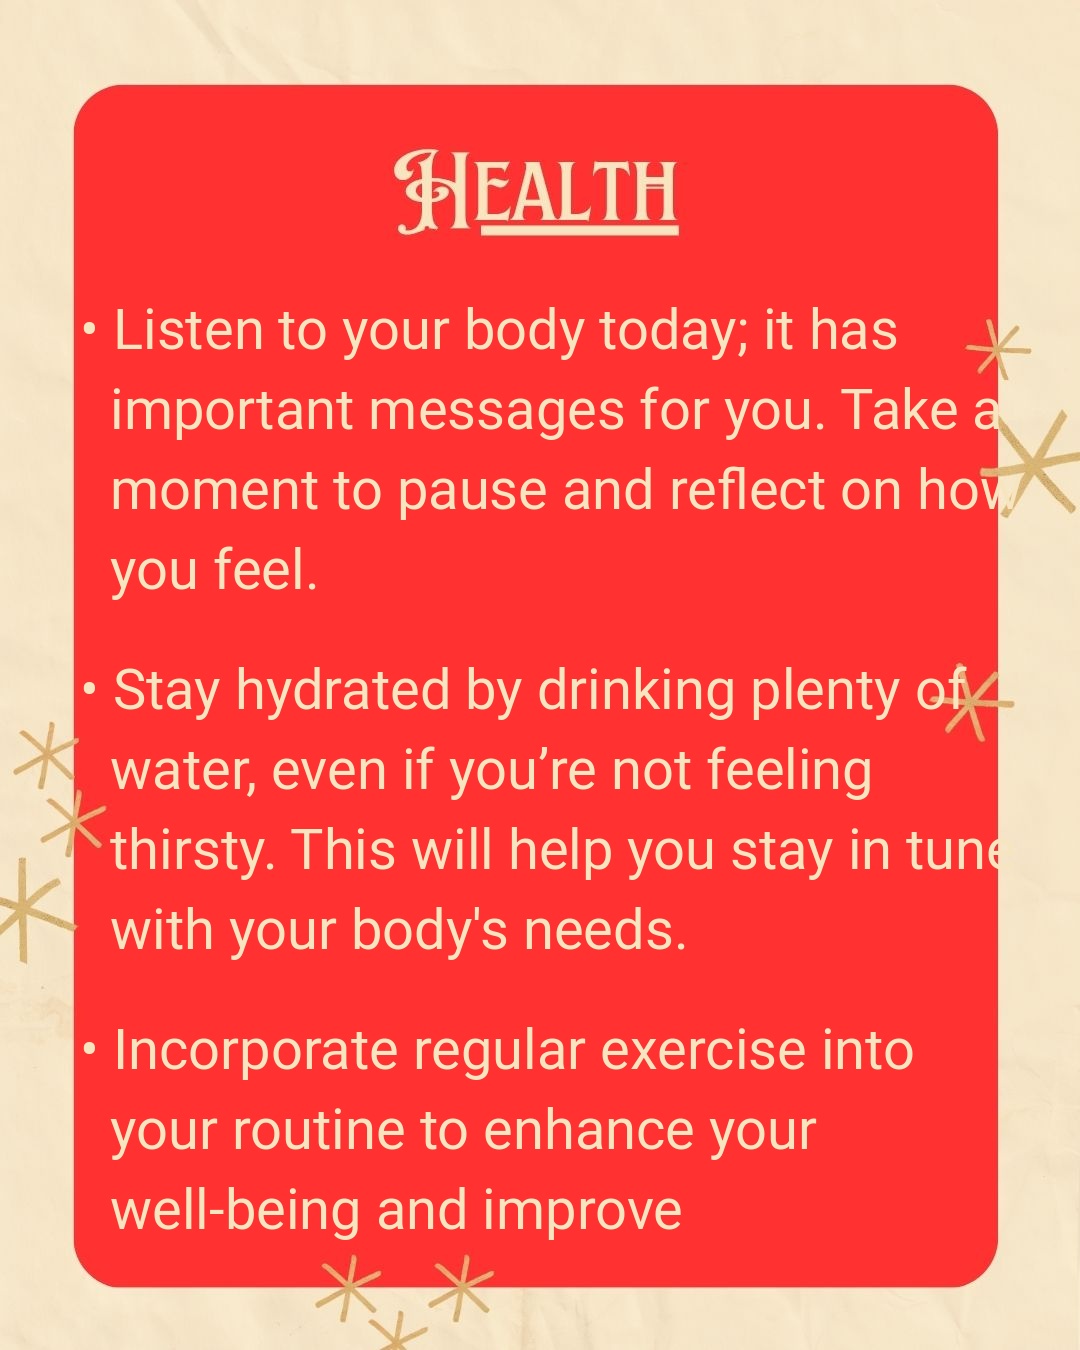 Health
• Listen to your body today; it has
important messages for you. Take a
moment to pause and reflect on how
you feel.
• Stay hydrated by drinking plenty of
water, even if you’re not feeling
thirsty. This will help you stay in tune
with your body's needs.
• Incorporate regular exercise into
your routine to enhance your
well-being and improve